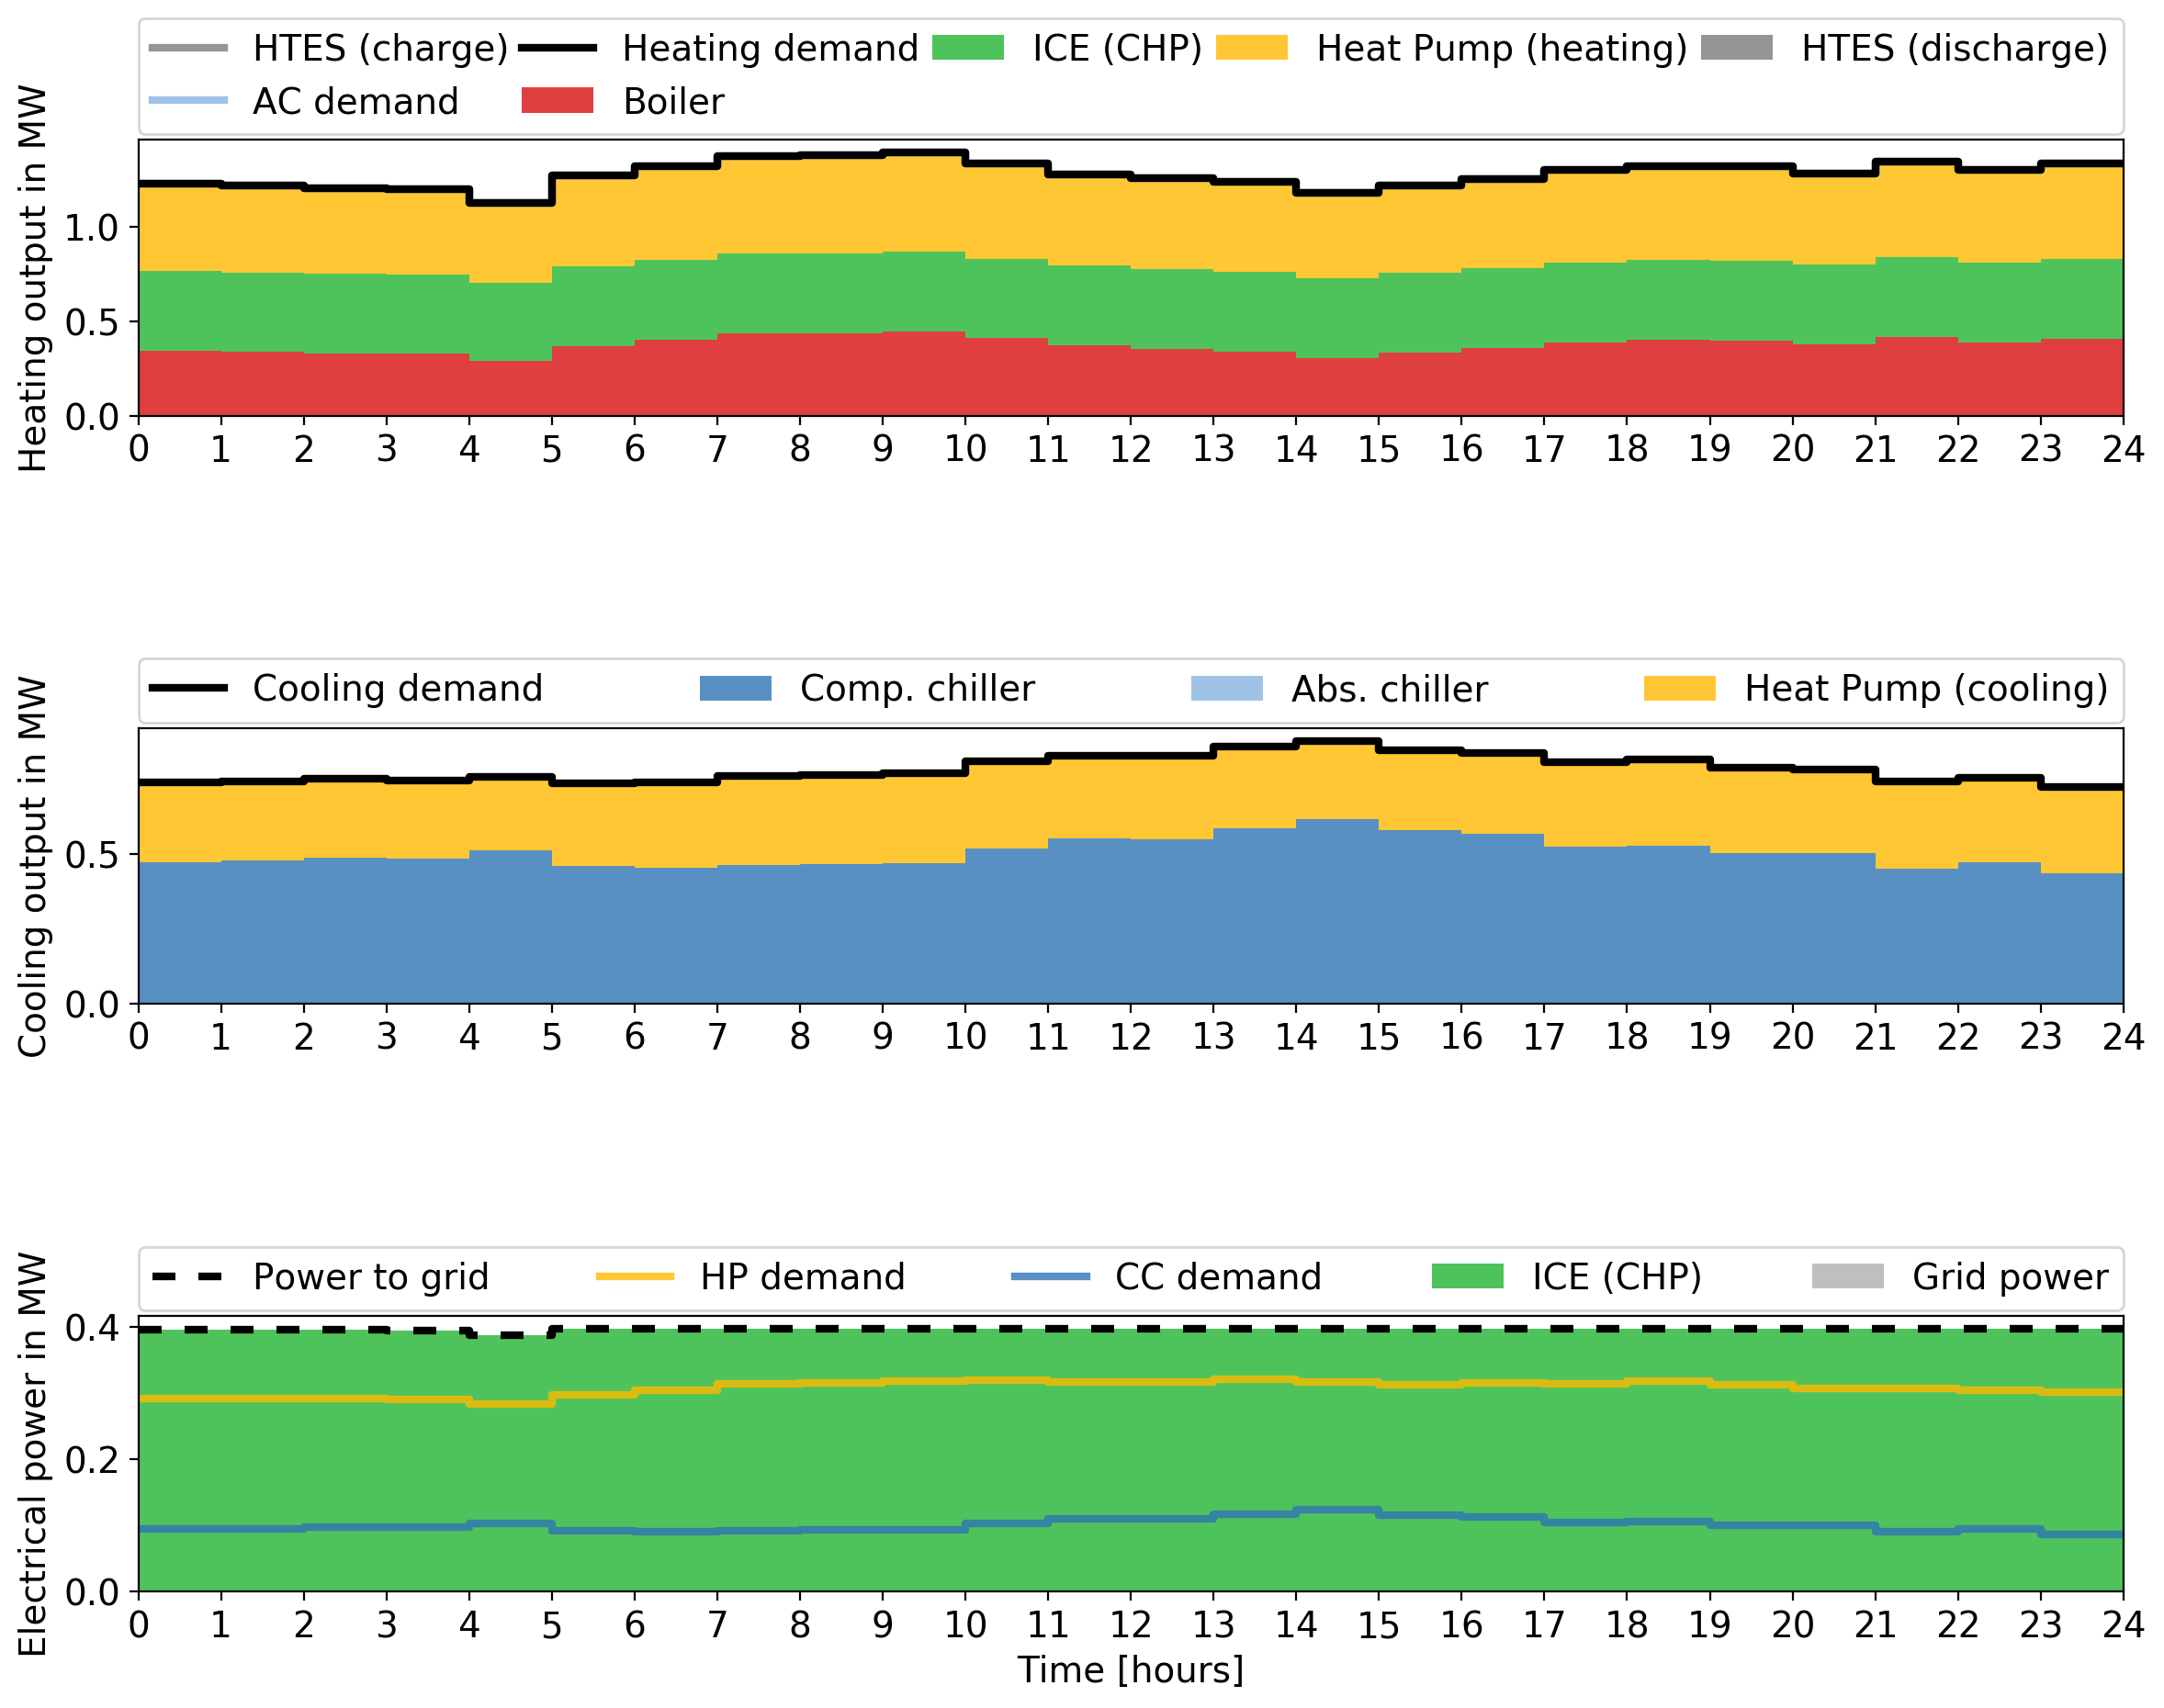 HTES (charge) Heating demand ICE (CHP) Heat Pump (heating) HTES (discharge)
AC demand Boiler
Heating output in MW
1.0
0.5
0.0
0 1 2 3 4 5 6 7 8 9 10 11 12 13 14 15 16 17 18 19 20 21 22 23 24
Cooling demand Comp. chiller Abs. chiller Heat Pump (cooling)
Cooling output in MW
0.5
0.0
0 1 2 3 4 5 6 7 8 9 10 11 12 13 14 15 16 17 18 19 20 21 22 23 24
Power to grid HP demand CC demand ICE (CHP) Grid power
Electrical power in MW
0.4
0.2
0.0
0 1 2 3 4 5 6 7 8 9 10 11 12 13 14 15 16 17 18 19 20 21 22 23 24
Time [hours]